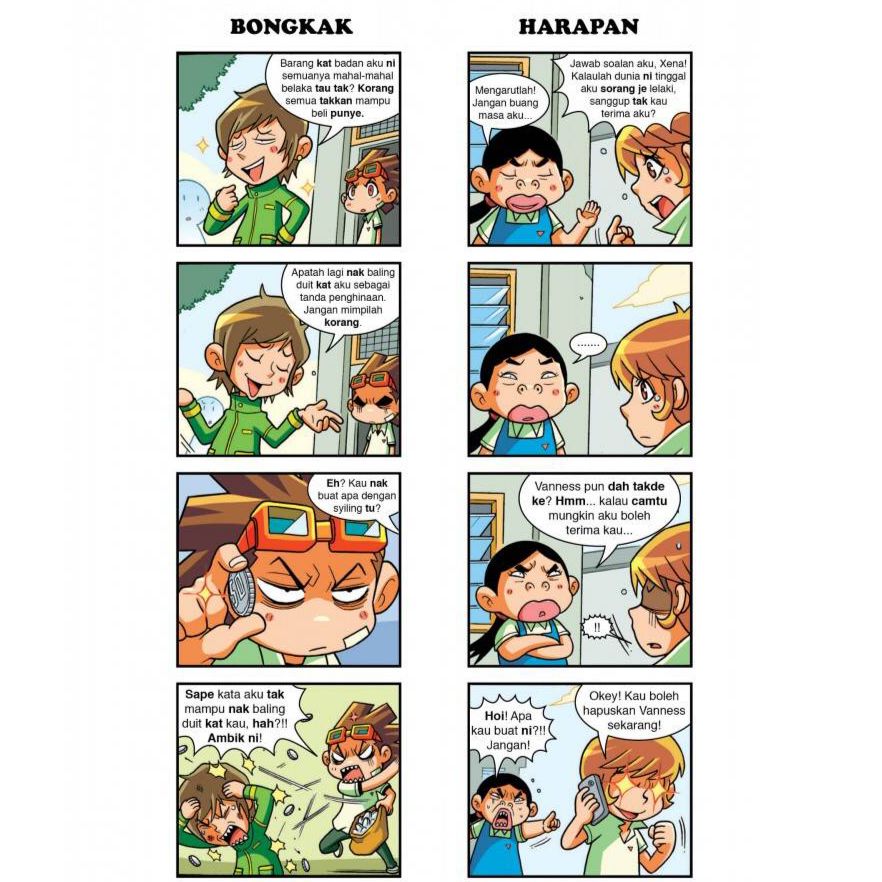 BONGKAK
Barang kat badan aku ni
semuanya mahal-mahal
belaka tau tak? Korang
semua takkan mampu
beli punye.
Apatah lagi nak baling
duit kat aku sebagai
tanda penghinaan.
Jangan mimpilah
korang.
Eh? Kau nak
buat apa dengan
syiling tu?
Sape kata aku tak
mampu nak baling
duit kat kau, hah?!!
Ambik ni!
HARAPAN
Mengarutlah!
Jangan buang
masa aku...
Jawab soalan aku, Xena!
Kalaulah dunia ni tinggal
aku sorang je lelaki,
sanggup tak kau
terima aku?
.......
Vanness pun dah takde
ke? Hmm... kalau camtu
mungkin aku boleh
terima kau...
!!
Hoi! Apa
kau buat ni?!!
Jangan!
Okey! Kau boleh
hapuskan Vanness
sekarang!